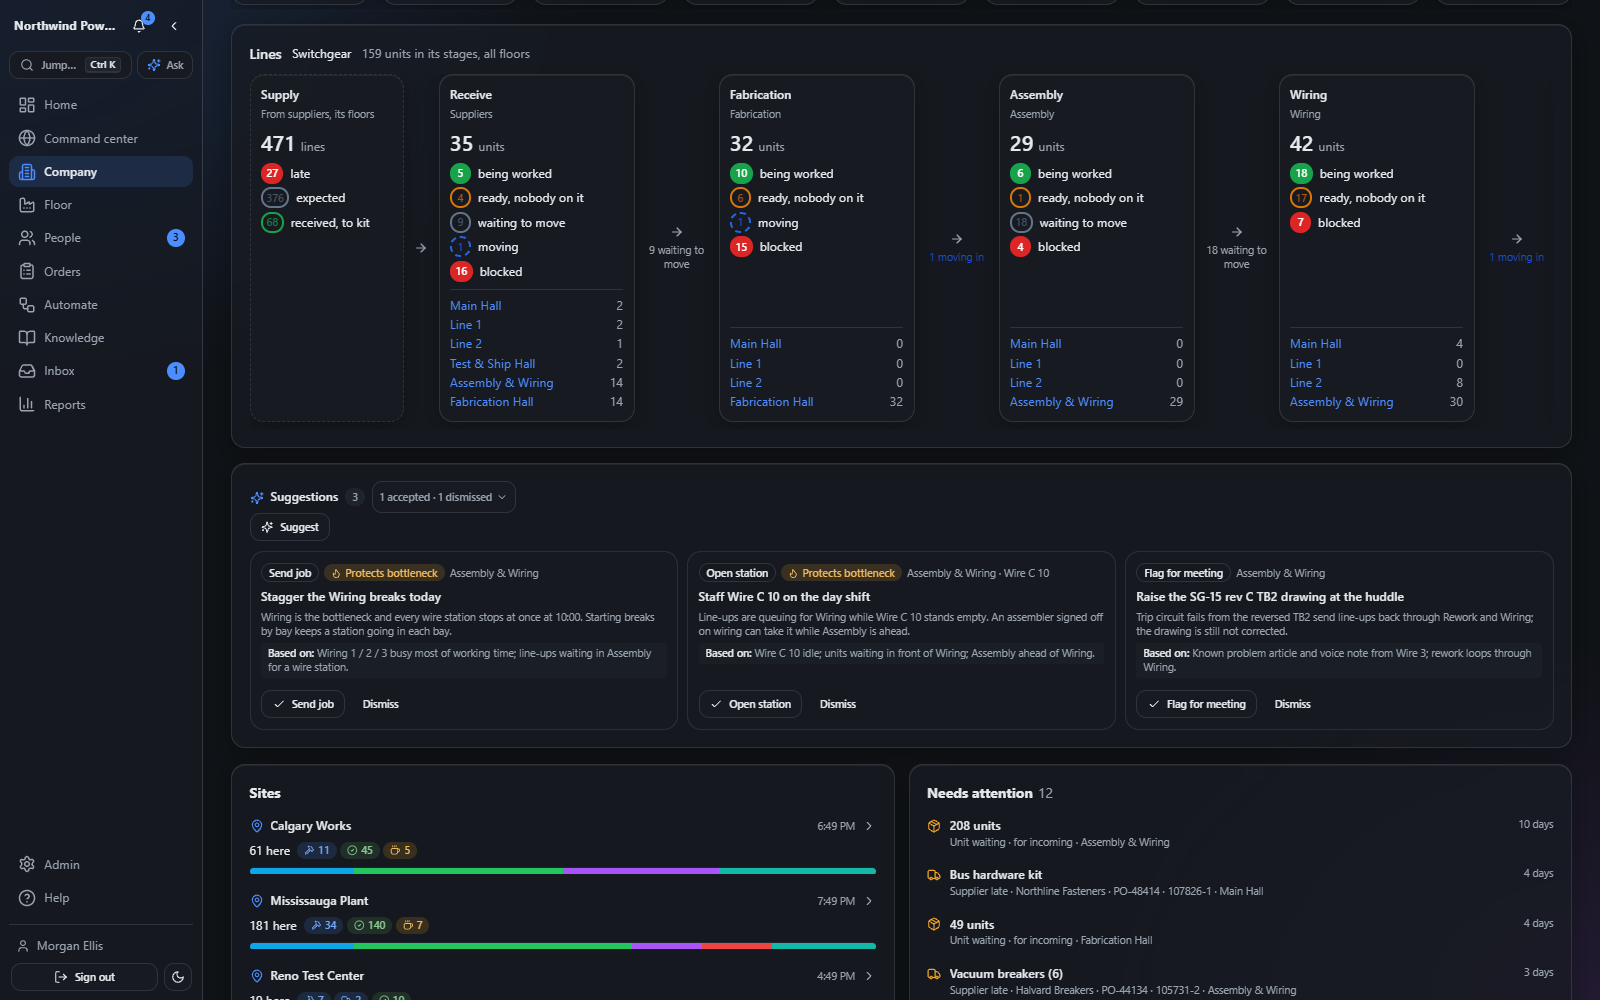 Northwind Pow...
4
Jump...
Ctrl K
Ask
Home
Command center
Company
Floor
People
3
Orders
Automate
Knowledge
Inbox
1
Reports
Admin
Help
Morgan Ellis
Sign out
Lines Switchgear 159 units in its stages, all floors
Supply
From suppliers, its floors
471 lines
27 late
376 expected
68 received, to kit
Receive
Suppliers
35 units
5 being worked
4 ready, nobody on it
9 waiting to move
1 moving
16 blocked
Main Hall 2
Line 1 2
Line 2 1
Test & Ship Hall 2
Assembly & Wiring 14
Fabrication Hall 14
9 waiting to
move
Fabrication
Fabrication
32 units
10 being worked
6 ready, nobody on it
1 moving
15 blocked
Main Hall 0
Line 1 0
Line 2 0
Fabrication Hall 32
1 moving in
Assembly
Assembly
29 units
6 being worked
1 ready, nobody on it
18 waiting to move
4 blocked
Main Hall 0
Line 1 0
Line 2 0
Assembly & Wiring 29
18 waiting to
move
Wiring
Wiring
42 units
18 being worked
17 ready, nobody on it
7 blocked
Main Hall 4
Line 1 0
Line 2 8
Assembly & Wiring 30
1 moving in
Suggestions 3 1 accepted · 1 dismissed
Suggest
Send job Protects bottleneck Assembly & Wiring
Stagger the Wiring breaks today
Wiring is the bottleneck and every wire station stops at once at 10:00. Starting breaks
by bay keeps a station going in each bay.
Based on: Wiring 1 / 2 / 3 busy most of working time; line-ups waiting in Assembly
for a wire station.
Send job Dismiss
Open station Protects bottleneck Assembly & Wiring · Wire C 10
Staff Wire C 10 on the day shift
Line-ups are queuing for Wiring while Wire C 10 stands empty. An assembler signed off
on wiring can take it while Assembly is ahead.
Based on: Wire C 10 idle; units waiting in front of Wiring; Assembly ahead of Wiring.
Open station Dismiss
Flag for meeting Assembly & Wiring
Raise the SG-15 rev C TB2 drawing at the huddle
Trip circuit fails from the reversed TB2 send line-ups back through Rework and Wiring;
the drawing is still not corrected.
Based on: Known problem article and voice note from Wire 3; rework loops through
Wiring.
Flag for meeting Dismiss
Sites
Calgary Works 6:49 PM
61 here 11 45 5
Mississauga Plant 7:49 PM
181 here 34 140 7
Reno Test Center 4:49 PM
19 here 7 2 10
Needs attention 12
208 units 10 days
Unit waiting · for incoming · Assembly & Wiring
Bus hardware kit 4 days
Supplier late · Northline Fasteners · PO-48414 · 107826-1 · Main Hall
49 units 4 days
Unit waiting · for incoming · Fabrication Hall
Vacuum breakers (6) 3 days
Supplier late · Halvard Breakers · PO-44134 · 105731-2 · Assembly & Wiring